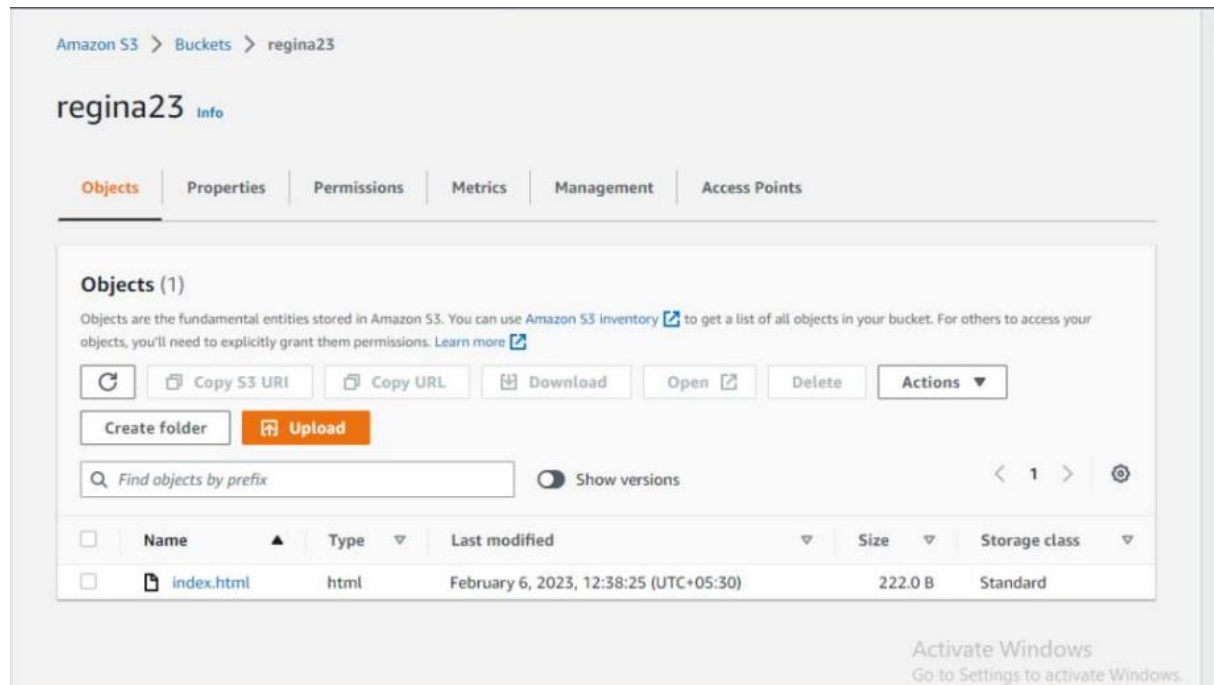 Amazon S3 > Buckets > regina23
regina23 Info
Objects Properties Permissions Metrics Management Access Points
Objects (1)
Objects are the fundamental entities stored in Amazon S3. You can use Amazon S3 inventory to get a list of all objects in your bucket. For others to access your
objects, you'll need to explicitly grant them permissions. Learn more
Copy S3 URI Copy URL Download Open Delete Actions
Create folder Upload
Find objects by prefix Show versions 1
Name Type Last modified Size Storage class
index.html html February 6, 2023, 12:38:25 (UTC+05:30) 222.0 B Standard
Activate Windows
Go to Settings to activate Windows.